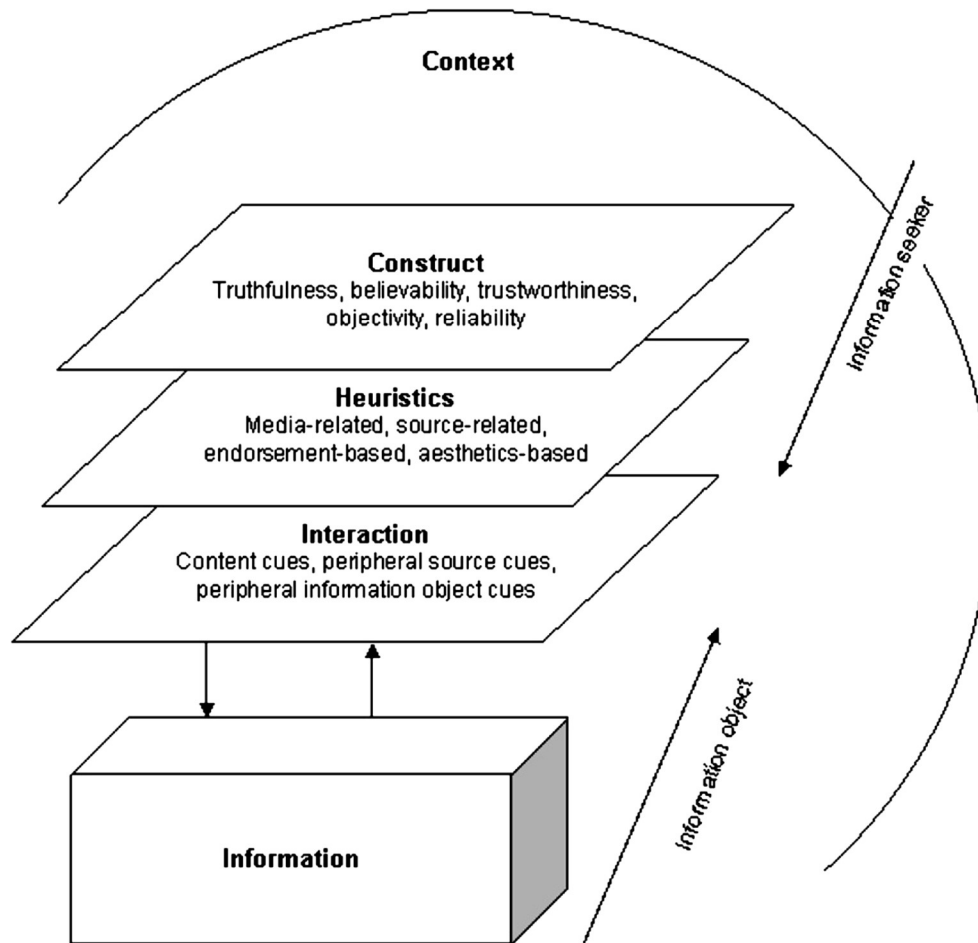 Context
Information seeker
Construct
Truthfulness, believability, trustworthiness,
objectivity, reliability
Heuristics
Media-related, source-related,
endorsement-based, aesthetics-based
Interaction
Content cues, peripheral source cues,
peripheral information object cues
Information object
Information